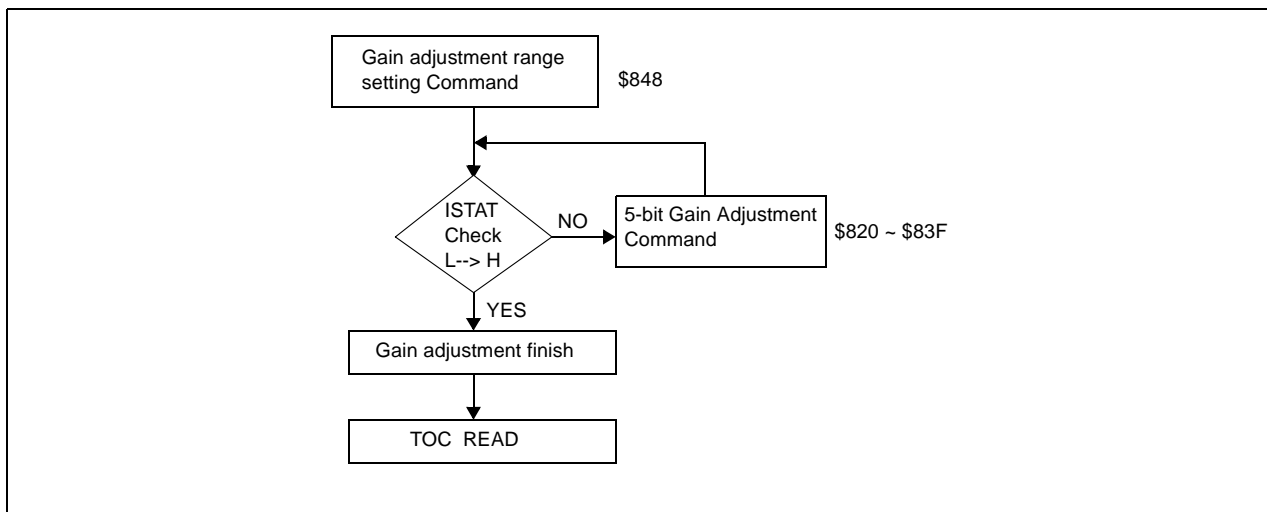 Gain adjustment range
setting Command
$848
ISTAT
Check
L--> H
NO
5-bit Gain Adjustment
Command
$820 ~ $83F
YES
Gain adjustment finish
TOC READ